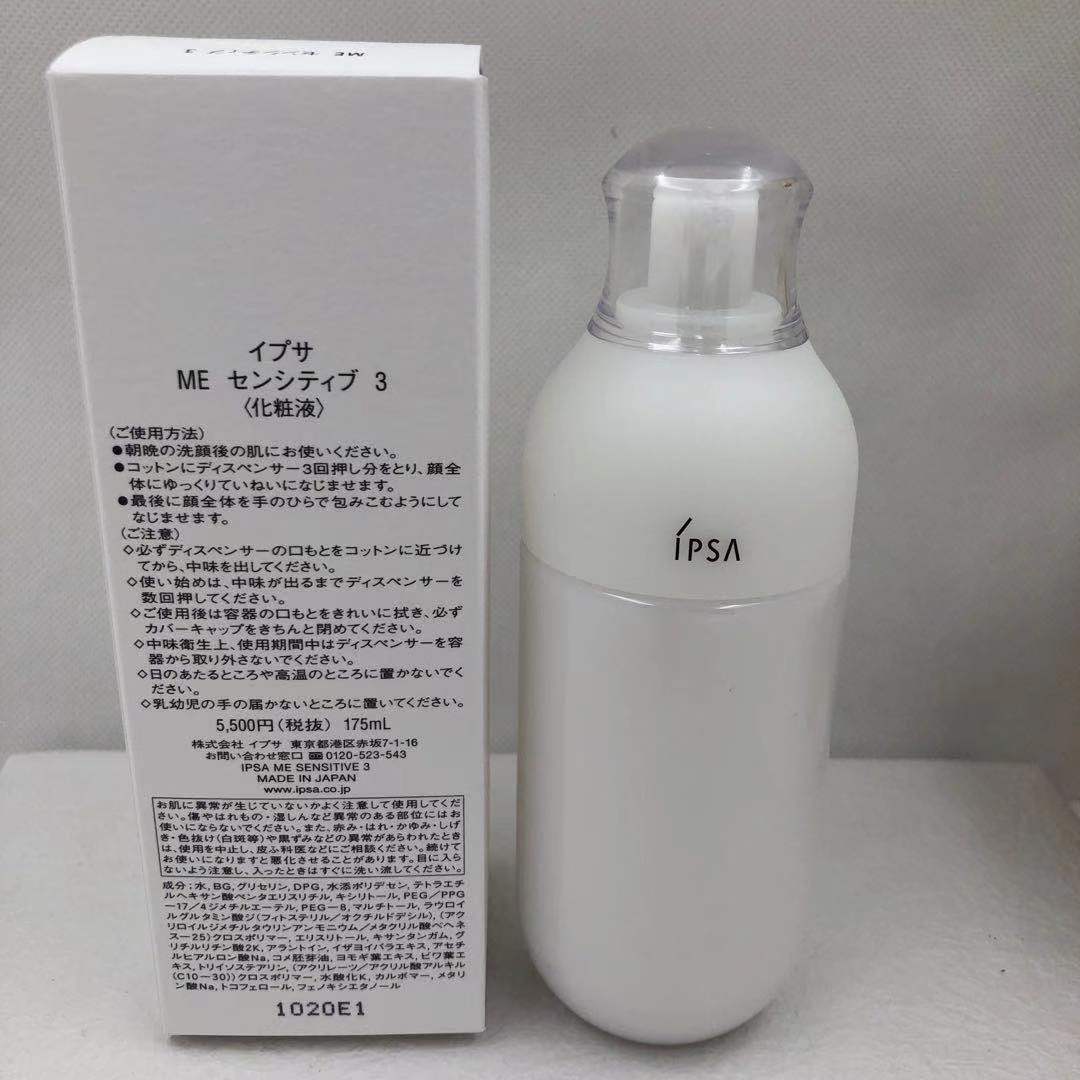 ME センシティブ 3
イプサ
ME センシティブ 3
〈化粧液〉
(ご使用方法)
●朝晩の洗顔後の肌にお使いください。
●コットンにディスペンサー3回押し分をとり、顔全
体にゆっくりていねいになじませます。
●最後に顔全体を手のひらで包みこむようにして
なじませます。
(ご注意)
◇必ずディスペンサーの口もとをコットンに近づけ
てから、中味を出してください。
◇使い始めは、中味が出るまでディスペンサーを
数回押してください。
◇ご使用後は容器の口もとをきれいに拭き、必ず
カバーキャップをきちんと閉めてください。
◇中味衛生上、使用期間中はディスペンサーを容
器から取り外さないでください。
◇日のあたるところや高温のところに置かないでく
ださい。
◇乳幼児の手の届かないところに置いてください。
5,500円(税抜) 175mL
株式会社 イプサ 東京都港区赤坂7-1-16
お問い合わせ窓口 0120-523-543
IPSA ME SENSITIVE 3
MADE IN JAPAN
www.ipsa.co.jp
お肌に異常が生じていないかよく注意して使用してくだ
さい。傷やはれもの・湿しんなど異常のある部位にはお
使いにならないでください。また、赤み・はれ・かゆみ・しげ
き・色抜け(白斑等)や黒ずみなどの異常があらわれたとき
は、使用を中止し、皮ふ科医などにご相談ください。続けて
お使いになりますと悪化させることがあります。目に入ら
ないよう注意し、入ったときはすぐに洗い流してください。
成分:水,BG,グリセリン,DPG,水添ポリデセン,テトラエチ
ルヘキサン酸ペンタエリスリチル,キシリトール,PEG/PPG
ー17/4ジメチルエーテル,PEGー8,マルチトール,ラウロイ
ルグルタミン酸ジ(フィトステリル/オクチルドデシル),(アク
リロイルジメチルタウリンアンモニウム/メタクリル酸ベヘネ
スー25)クロスポリマー,エリスリトール,キサンタンガム,グ
リチルリチン酸2K,アラントイン,イザヨイバラエキス,アセチ
ルヒアルロン酸Na,コメ胚芽油,ヨモギ葉エキス,ビワ葉エ
キス,トリイソステアリン,(アクリレーツ/アクリル酸アルキル
(C10ー30))クロスポリマー,水酸化K,カルボマー,メタリ
ン酸Na,トコフェロール,フェノキシエタノール
1020E1
IPSA